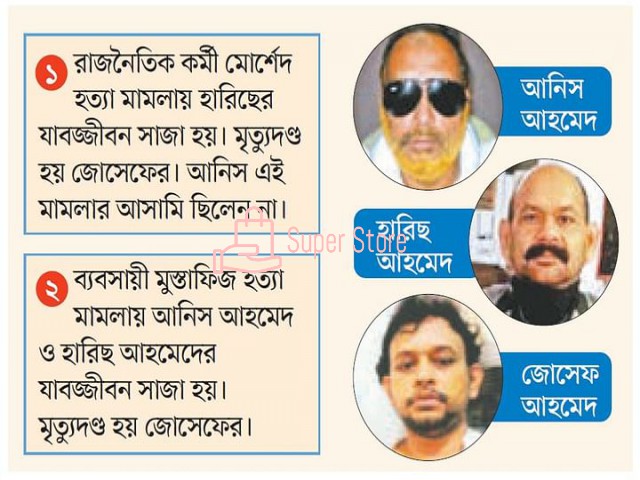 ১ রাজনৈতিক কর্মী মোর্শেদ
হত্যা মামলায় হারিছের
যাবজ্জীবন সাজা হয়। মৃত্যুদণ্ড
হয় জোসেফের। আনিস এই
মামলার আসামি ছিলেন না।
২ ব্যবসায়ী মুস্তাফিজ হত্যা
মামলায় আনিস আহমেদ
ও হারিছ আহমেদের
যাবজ্জীবন সাজা হয়।
মৃত্যুদণ্ড হয় জোসেফের।
আনিস
আহমেদ
হারিছ
আহমেদ
জোসেফ
আহমেদ
Super Store